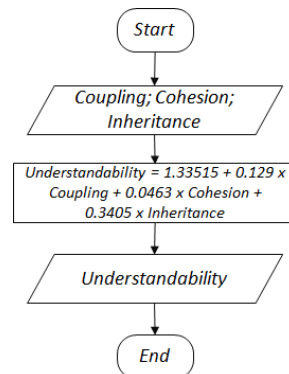 Start
Coupling; Cohesion;
Inheritance
Understandability = 1.33515 + 0.129 x
Coupling + 0.0463 x Cohesion +
0.3405 x Inheritance
Understandability
End